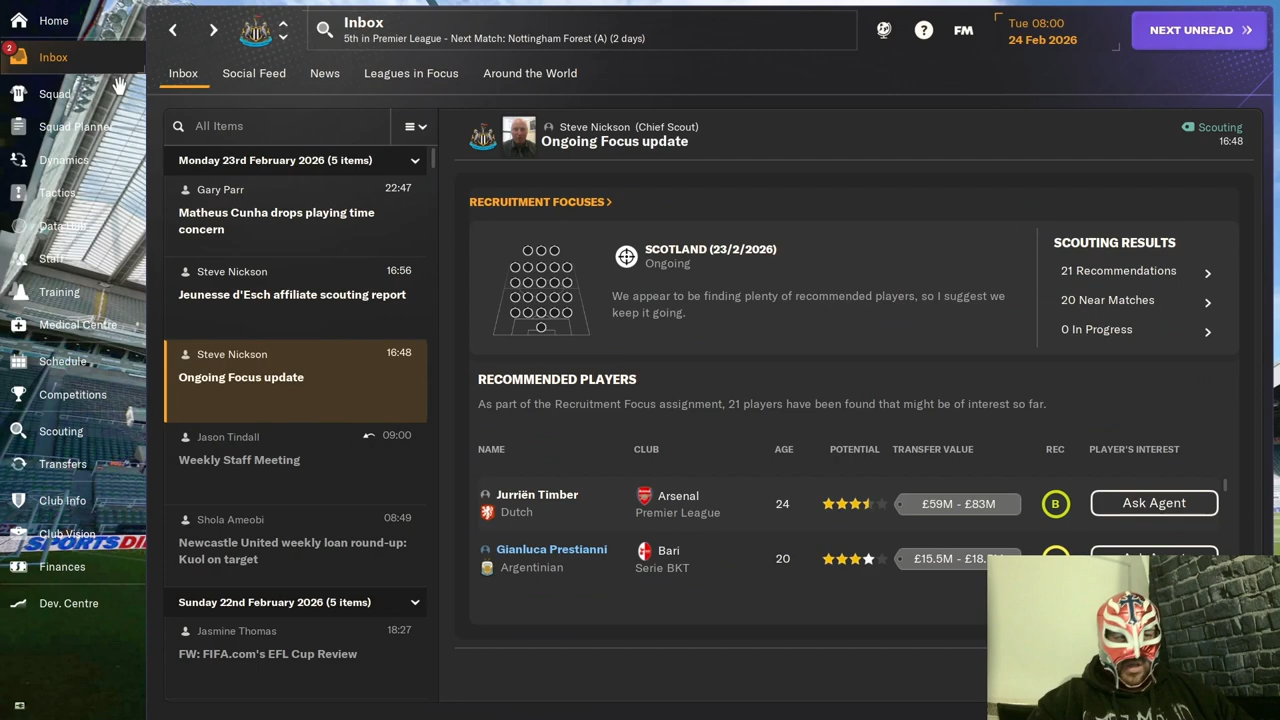 Home
2
Inbox
Squad
Squad Planner
Dynamics
Tactics
Data Hub
Staff
Training
Medical Centre
Schedule
Competitions
Scouting
Transfers
Club Info
Club Vision
SPORTS DI
Finances
Dev. Centre
Inbox
5th in Premier League - Next Match: Nottingham Forest (A) (2 days)
?
FM
Tue 08:00
24 Feb 2026
NEXT UNREAD
Inbox Social Feed News Leagues in Focus Around the World
All Items
Monday 23rd February 2026 (5 items)
Gary Parr 22:47
Matheus Cunha drops playing time
concern
Steve Nickson 16:56
Jeunesse d'Esch affiliate scouting report
Steve Nickson 16:48
Ongoing Focus update
Jason Tindall 09:00
Weekly Staff Meeting
Shola Ameobi 08:49
Newcastle United weekly loan round-up:
Kuol on target
Sunday 22nd February 2026 (5 items)
Jasmine Thomas 18:27
FW: FIFA.com's EFL Cup Review
Steve Nickson (Chief Scout)
Ongoing Focus update
Scouting
16:48
RECRUITMENT FOCUSES >
SCOTLAND (23/2/2026)
Ongoing
We appear to be finding plenty of recommended players, so I suggest we
keep it going.
SCOUTING RESULTS
21 Recommendations
20 Near Matches
0 In Progress
RECOMMENDED PLAYERS
As part of the Recruitment Focus assignment, 21 players have been found that might be of interest so far.
NAME CLUB AGE POTENTIAL TRANSFER VALUE REC PLAYER'S INTEREST
Jurriën Timber Arsenal 24 £59M - £83M B Ask Agent
Dutch Premier League
Gianluca Prestianni Bari 20 £15.5M - £18.
Argentinian Serie BKT